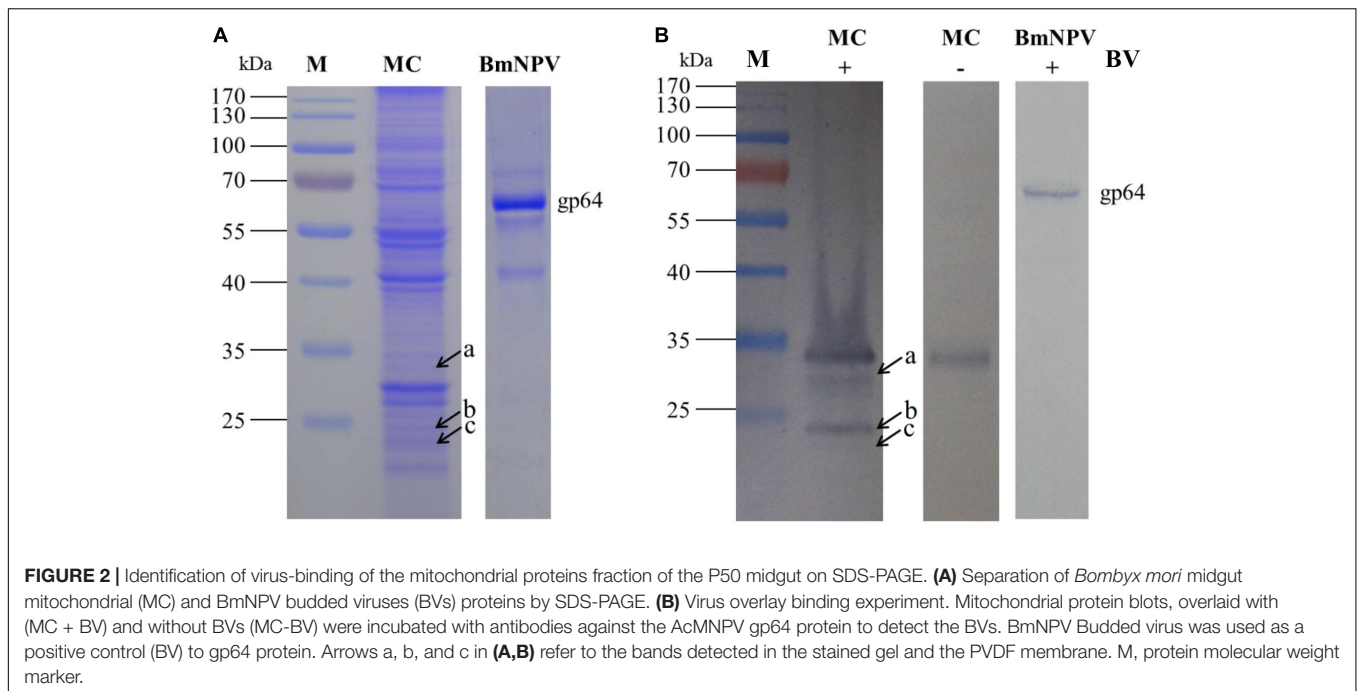 A
kDa M MC BmNPV
170
130
100
70
55
40
35
25
gp64
a
b
c
B
MC MC BmNPV
kDa M + - + BV
170
130
100
70
55
40
35
25
gp64
a
b
c
FIGURE 2 | Identification of virus-binding of the mitochondrial proteins fraction of the P50 midgut on SDS-PAGE. (A) Separation of Bombyx mori midgut
mitochondrial (MC) and BmNPV budded viruses (BVs) proteins by SDS-PAGE. (B) Virus overlay binding experiment. Mitochondrial protein blots, overlaid with
(MC + BV) and without BVs (MC-BV) were incubated with antibodies against the AcMNPV gp64 protein to detect the BVs. BmNPV Budded virus was used as a
positive control (BV) to gp64 protein. Arrows a, b, and c in (A,B) refer to the bands detected in the stained gel and the PVDF membrane. M, protein molecular weight
marker.